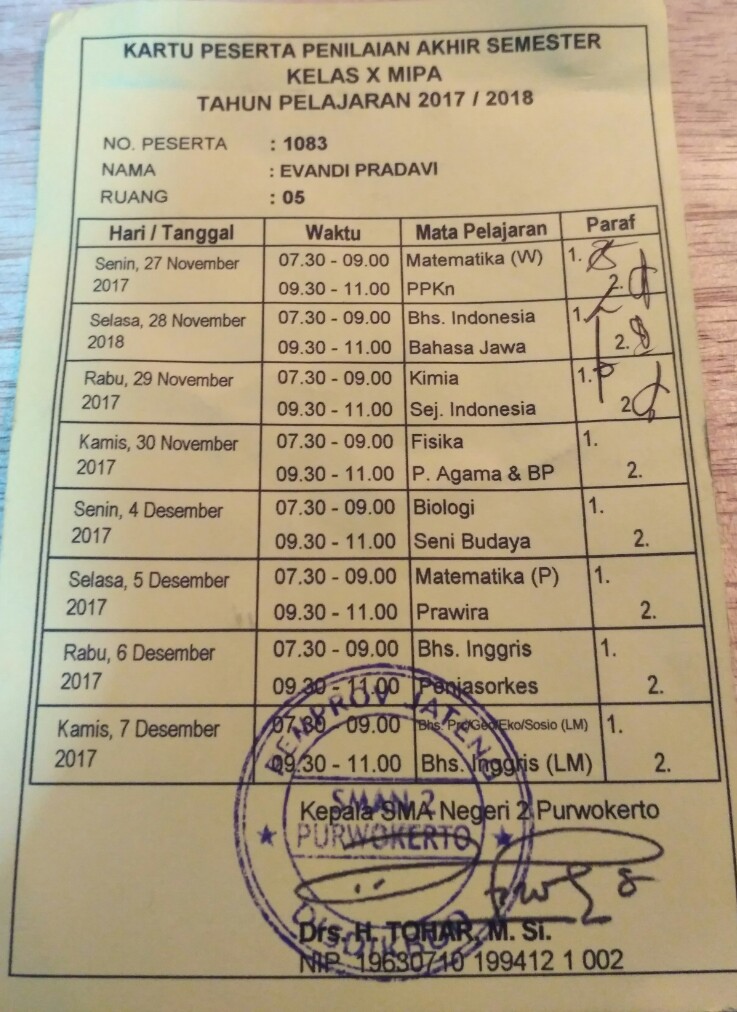 KARTU PESERTA PENILAIAN AKHIR SEMESTER
KELAS X MIPA
TAHUN PELAJARAN 2017 / 2018
NO. PESERTA : 1083
NAMA : EVANDI PRADAVI
RUANG : 05
Hari / Tanggal Waktu Mata Pelajaran Paraf
Senin, 27 November 07.30 - 09.00 Matematika (W) 1.
2017 09.30 - 11.00 PPKn 2.
Selasa, 28 November 07.30 - 09.00 Bhs. Indonesia 1.
2018 09.30 - 11.00 Bahasa Jawa 2.
Rabu, 29 November 07.30 - 09.00 Kimia 1.
2017 09.30 - 11.00 Sej. Indonesia 2
Kamis, 30 November 07.30 - 09.00 Fisika 1.
2017 09.30 - 11.00 P. Agama & BP 2.
Senin, 4 Desember 07.30 - 09.00 Biologi 1.
2017 09.30 - 11.00 Seni Budaya 2.
Selasa, 5 Desember 07.30 - 09.00 Matematika (P) 1.
2017 09.30 - 11.00 Prawira 2.
Rabu, 6 Desember 07.30 - 09.00 Bhs. Inggris 1.
2017 09.30 - 11.00 Penjasorkes 2.
Kamis, 7 Desember 07.30 - 09.00 Bhs. Prc/Geo/Eko/Sosio (LM) 1.
2017 09.30 - 11.00 Bhs. Inggris (LM) 2.
PEMPROV JATENG
SMAN 2
PURWOKERTO
DISDIKBUD
Kepala SMA Negeri 2 Purwokerto
Drs. H. TOHAR, M. Si.
NIP 19630710 199412 1 002